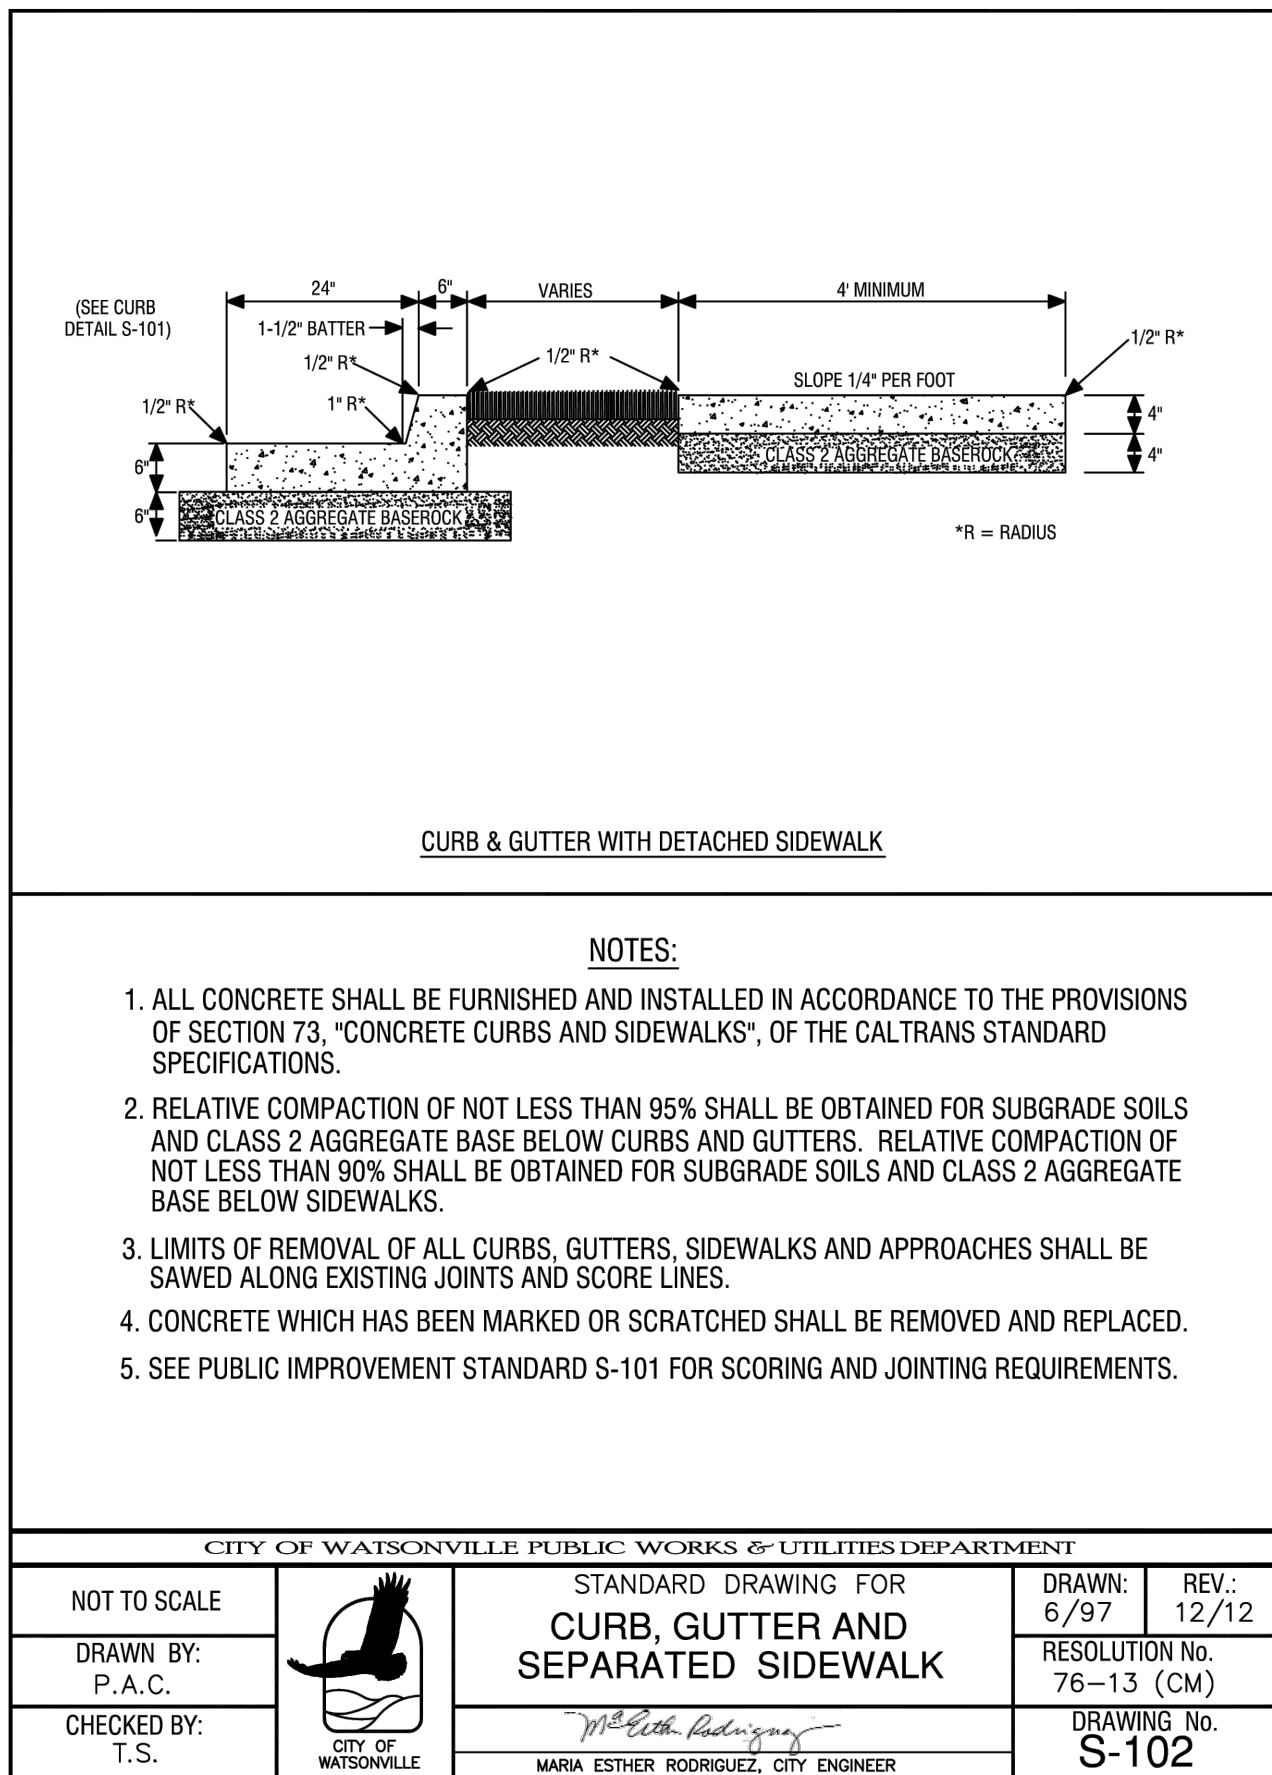 24"
6"
VARIES
4' MINIMUM
(SEE CURB
DETAIL S-101)
1-1/2" BATTER
1/2" R*
1/2" R*
1/2" R*
SLOPE 1/4" PER FOOT
1/2" R*
1" R*
4"
6"
CLASS 2 AGGREGATE BASEROCK
4"
6"
CLASS 2 AGGREGATE BASEROCK
*R = RADIUS
CURB & GUTTER WITH DETACHED SIDEWALK
NOTES:
1. ALL CONCRETE SHALL BE FURNISHED AND INSTALLED IN ACCORDANCE TO THE PROVISIONS
OF SECTION 73, "CONCRETE CURBS AND SIDEWALKS", OF THE CALTRANS STANDARD
SPECIFICATIONS.
2. RELATIVE COMPACTION OF NOT LESS THAN 95% SHALL BE OBTAINED FOR SUBGRADE SOILS
AND CLASS 2 AGGREGATE BASE BELOW CURBS AND GUTTERS. RELATIVE COMPACTION OF
NOT LESS THAN 90% SHALL BE OBTAINED FOR SUBGRADE SOILS AND CLASS 2 AGGREGATE
BASE BELOW SIDEWALKS.
3. LIMITS OF REMOVAL OF ALL CURBS, GUTTERS, SIDEWALKS AND APPROACHES SHALL BE
SAWED ALONG EXISTING JOINTS AND SCORE LINES.
4. CONCRETE WHICH HAS BEEN MARKED OR SCRATCHED SHALL BE REMOVED AND REPLACED.
5. SEE PUBLIC IMPROVEMENT STANDARD S-101 FOR SCORING AND JOINTING REQUIREMENTS.
CITY OF WATSONVILLE PUBLIC WORKS & UTILITIES DEPARTMENT
NOT TO SCALE
DRAWN BY:
P.A.C.
CHECKED BY:
T.S.
CITY OF
WATSONVILLE
STANDARD DRAWING FOR
CURB, GUTTER AND
SEPARATED SIDEWALK
Mª Esther Rodriguez
MARIA ESTHER RODRIGUEZ, CITY ENGINEER
DRAWN:
6/97
REV.:
12/12
RESOLUTION No.
76-13 (CM)
DRAWING No.
S-102